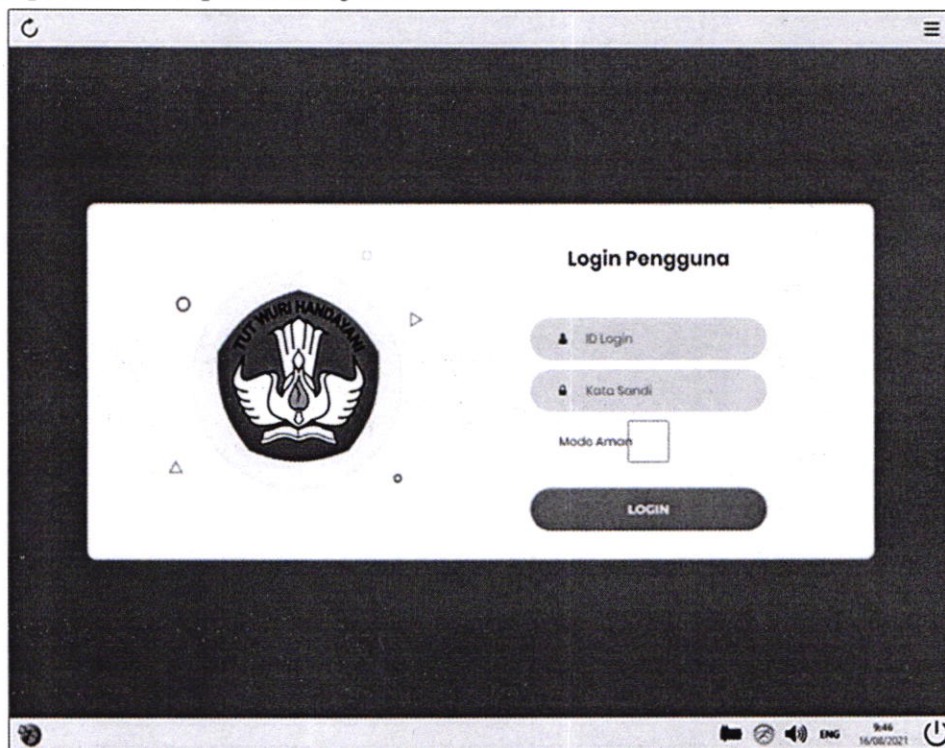 Login Pengguna
TUT WURI HANDAYANI
ID Login
Kata Sandi
Mode Aman
LOGIN
ENG
9:46
16/08/2021